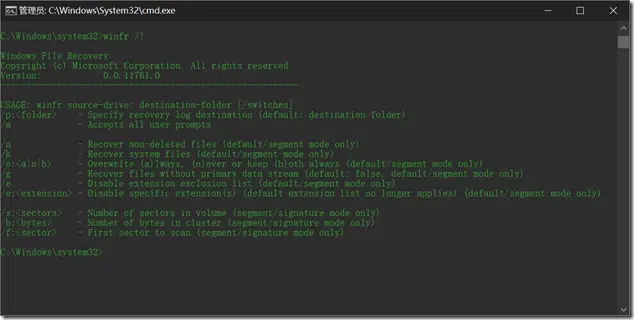 管理员: C:\Windows\System32\cmd.exe
C:\Windows\system32>winfr /!
Windows File Recovery
Copyright (c) Microsoft Corporation. All rights reserved
Version: 0.0.11761.0
----------------------------------------------------
USAGE: winfr source-drive: destination-folder [/switches]
/p:<folder> - Specify recovery log destination (default: destination folder)
/a - Accepts all user prompts
/u - Recover non-deleted files (default/segment mode only)
/k - Recover system files (default/segment mode only)
/o:<a|n|b> - Overwrite (a)lways, (n)ever or keep (b)oth always (default/segment mode only)
/g - Recover files without primary data stream (default: false, default/segment mode only)
/e - Disable extension exclusion list (default/segment mode only)
/e:<extension> - Disable specific extension(s) (default extension list no longer applies) (default/segment mode only)
/s:<sectors> - Number of sectors in volume (segment/signature mode only)
/b:<bytes> - Number of bytes in cluster (segment/signature mode only)
/f:<sector> - First sector to scan (segment/signature mode only)
C:\Windows\system32>